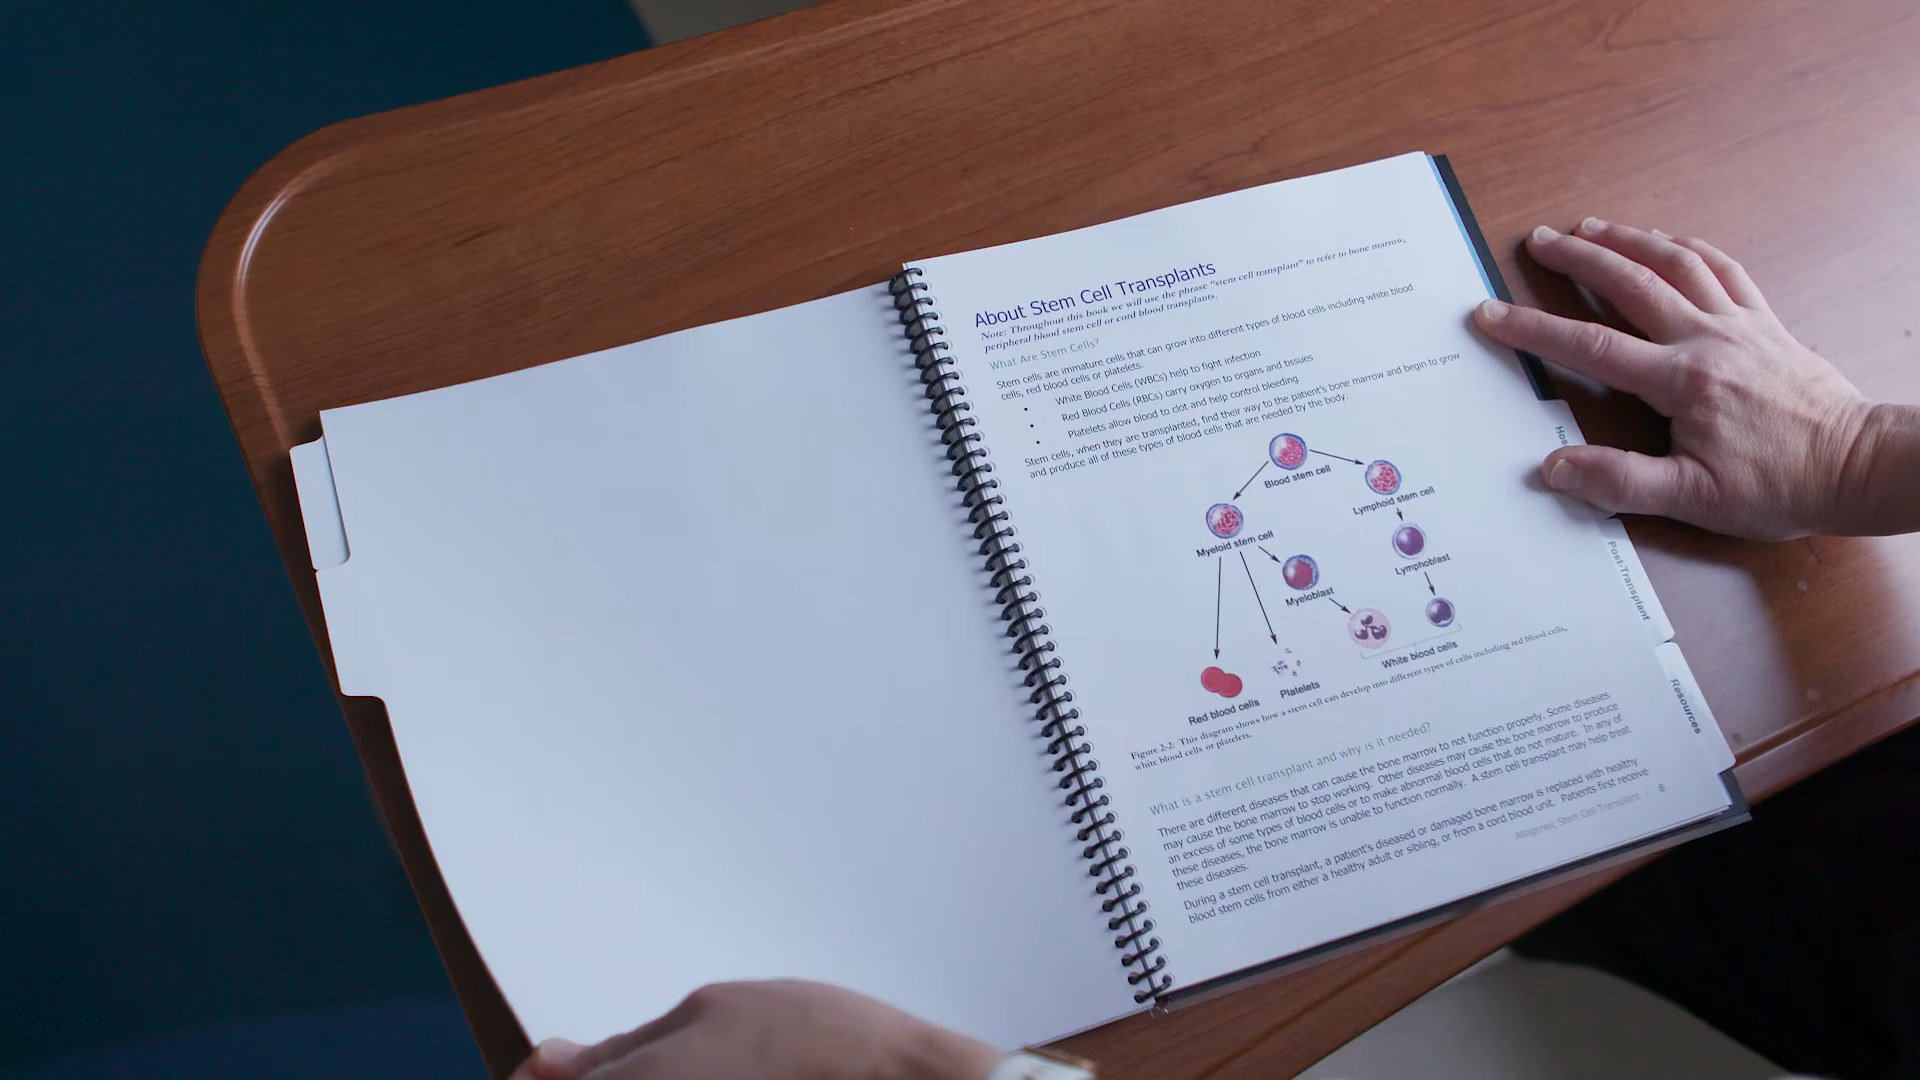 About Stem Cell Transplants
Note: Throughout this book we will use the phrase "stem cell transplant" to refer to bone marrow,
peripheral blood stem cell or cord blood transplants.
What Are Stem Cells?
Stem cells are immature cells that can grow into different types of blood cells including white blood
cells, red blood cells or platelets.
• White Blood Cells (WBCs) help to fight infection
• Red Blood Cells (RBCs) carry oxygen to organs and tissues
• Platelets allow blood to clot and help control bleeding
Stem cells, when they are transplanted, find their way to the patient's bone marrow and begin to grow
and produce all of these types of blood cells that are needed by the body.
Blood stem cell
Lymphoid stem cell
Myeloid stem cell
Lymphoblast
Myeloblast
White blood cells
Platelets
Red blood cells
Figure 2-2: This diagram shows how a stem cell can develop into different types of cells including red blood cells,
white blood cells or platelets.
What is a stem cell transplant and why is it needed?
There are different diseases that can cause the bone marrow to not function properly. Some diseases
may cause the bone marrow to stop working. Other diseases may cause the bone marrow to produce
an excess of some types of blood cells or to make abnormal blood cells that do not mature. In any of
these diseases, the bone marrow is unable to function normally. A stem cell transplant may help treat
these diseases.
During a stem cell transplant, a patient's diseased or damaged bone marrow is replaced with healthy
blood stem cells from either a healthy adult or sibling, or from a cord blood unit. Patients first receive
Allogeneic Stem Cell Transplant 8
Hos
Post-Transplant
Resources